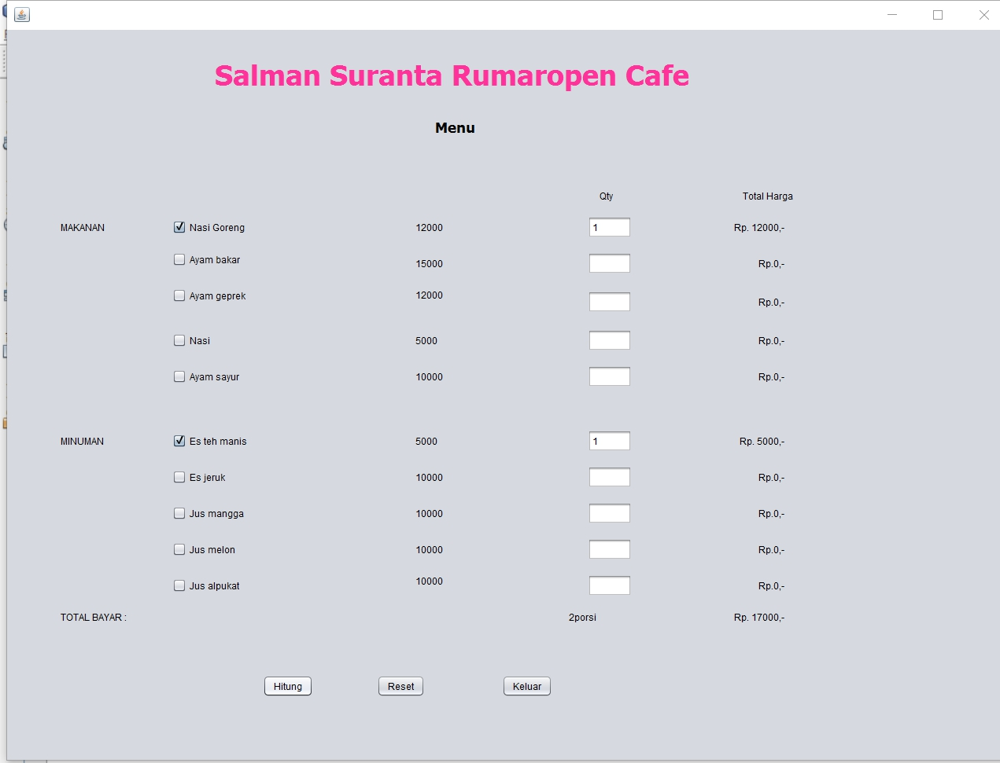 Salman Suranta Rumaropen Cafe
Menu
Qty Total Harga
MAKANAN Nasi Goreng 12000 1 Rp. 12000,-
Ayam bakar 15000 Rp.0,-
Ayam geprek 12000 Rp.0,-
Nasi 5000 Rp.0,-
Ayam sayur 10000 Rp.0,-
MINUMAN Es teh manis 5000 1 Rp. 5000,-
Es jeruk 10000 Rp.0,-
Jus mangga 10000 Rp.0,-
Jus melon 10000 Rp.0,-
Jus alpukat 10000 Rp.0,-
TOTAL BAYAR : 2porsi Rp. 17000,-
Hitung Reset Keluar